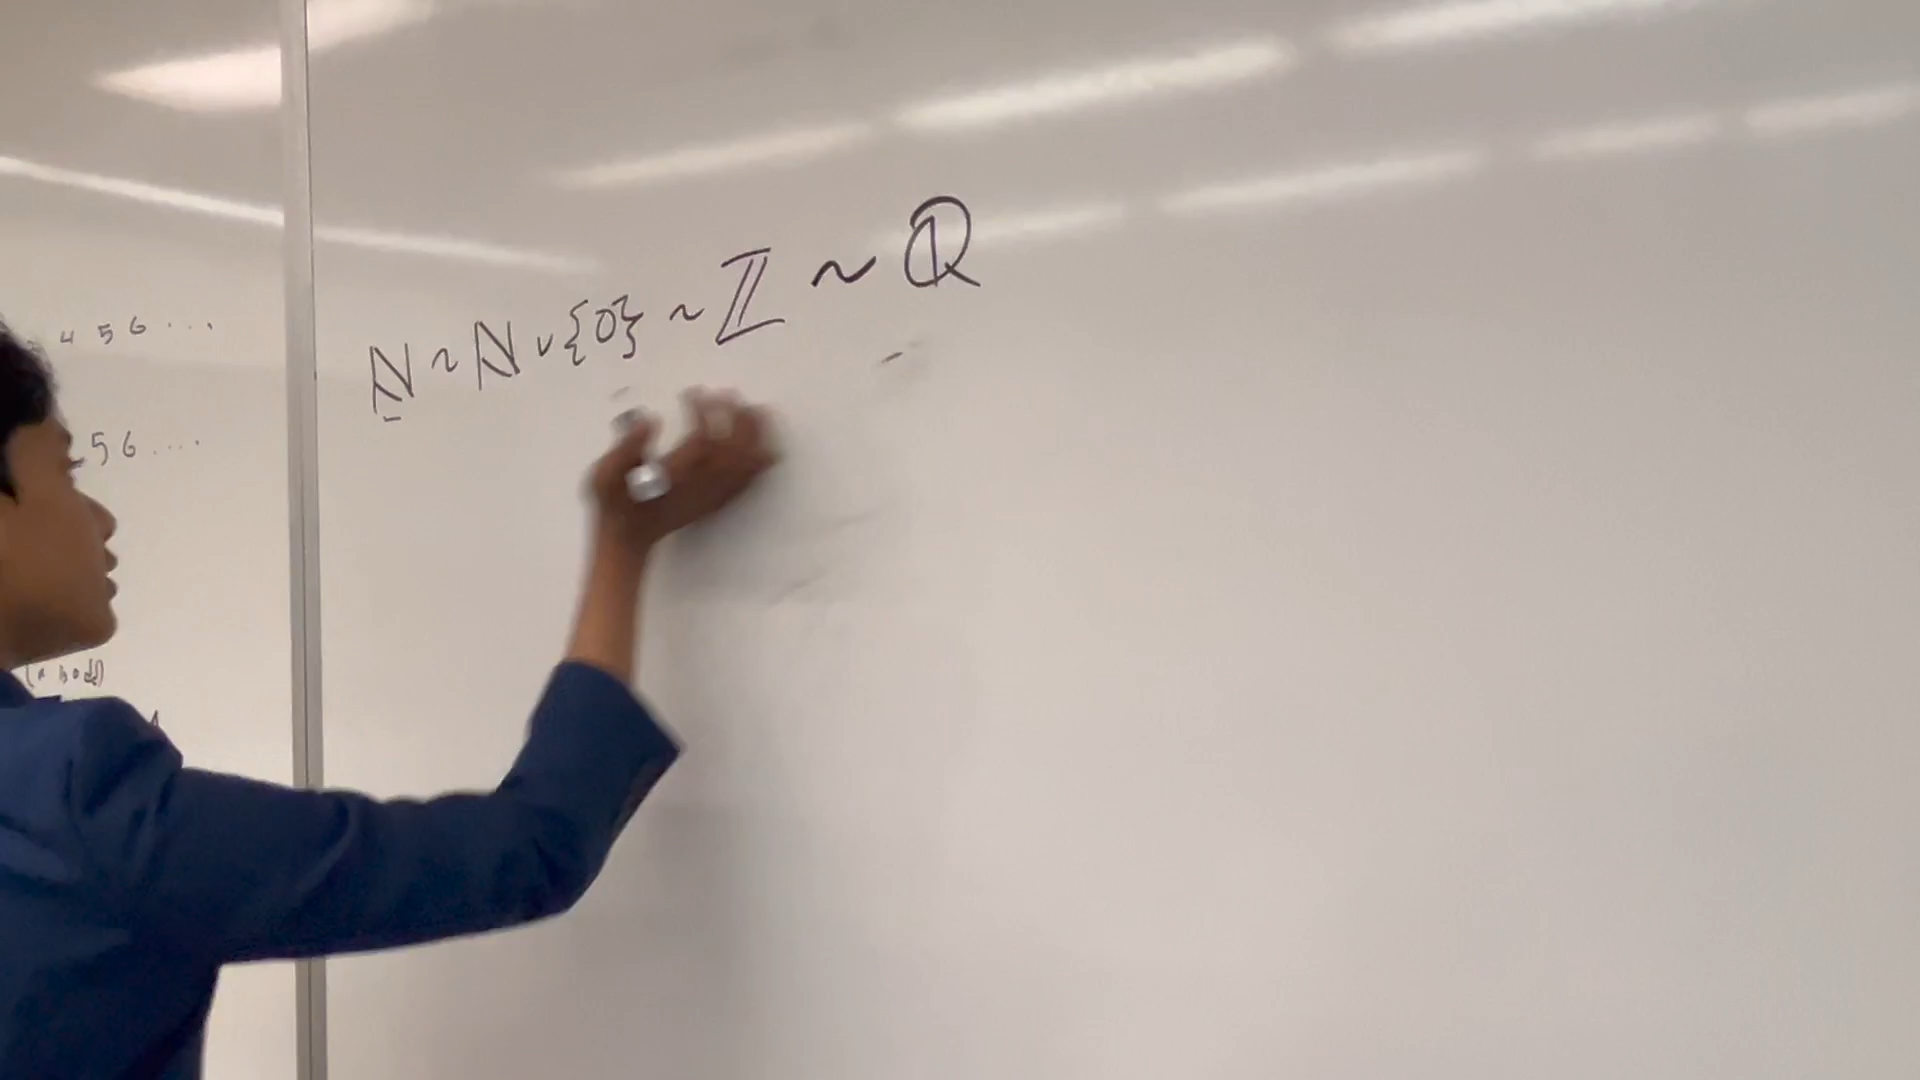 4 5 6 ...
5 6 ...
ℕ ~ ℕ ∪ {0} ~ ℤ ~ ℚ